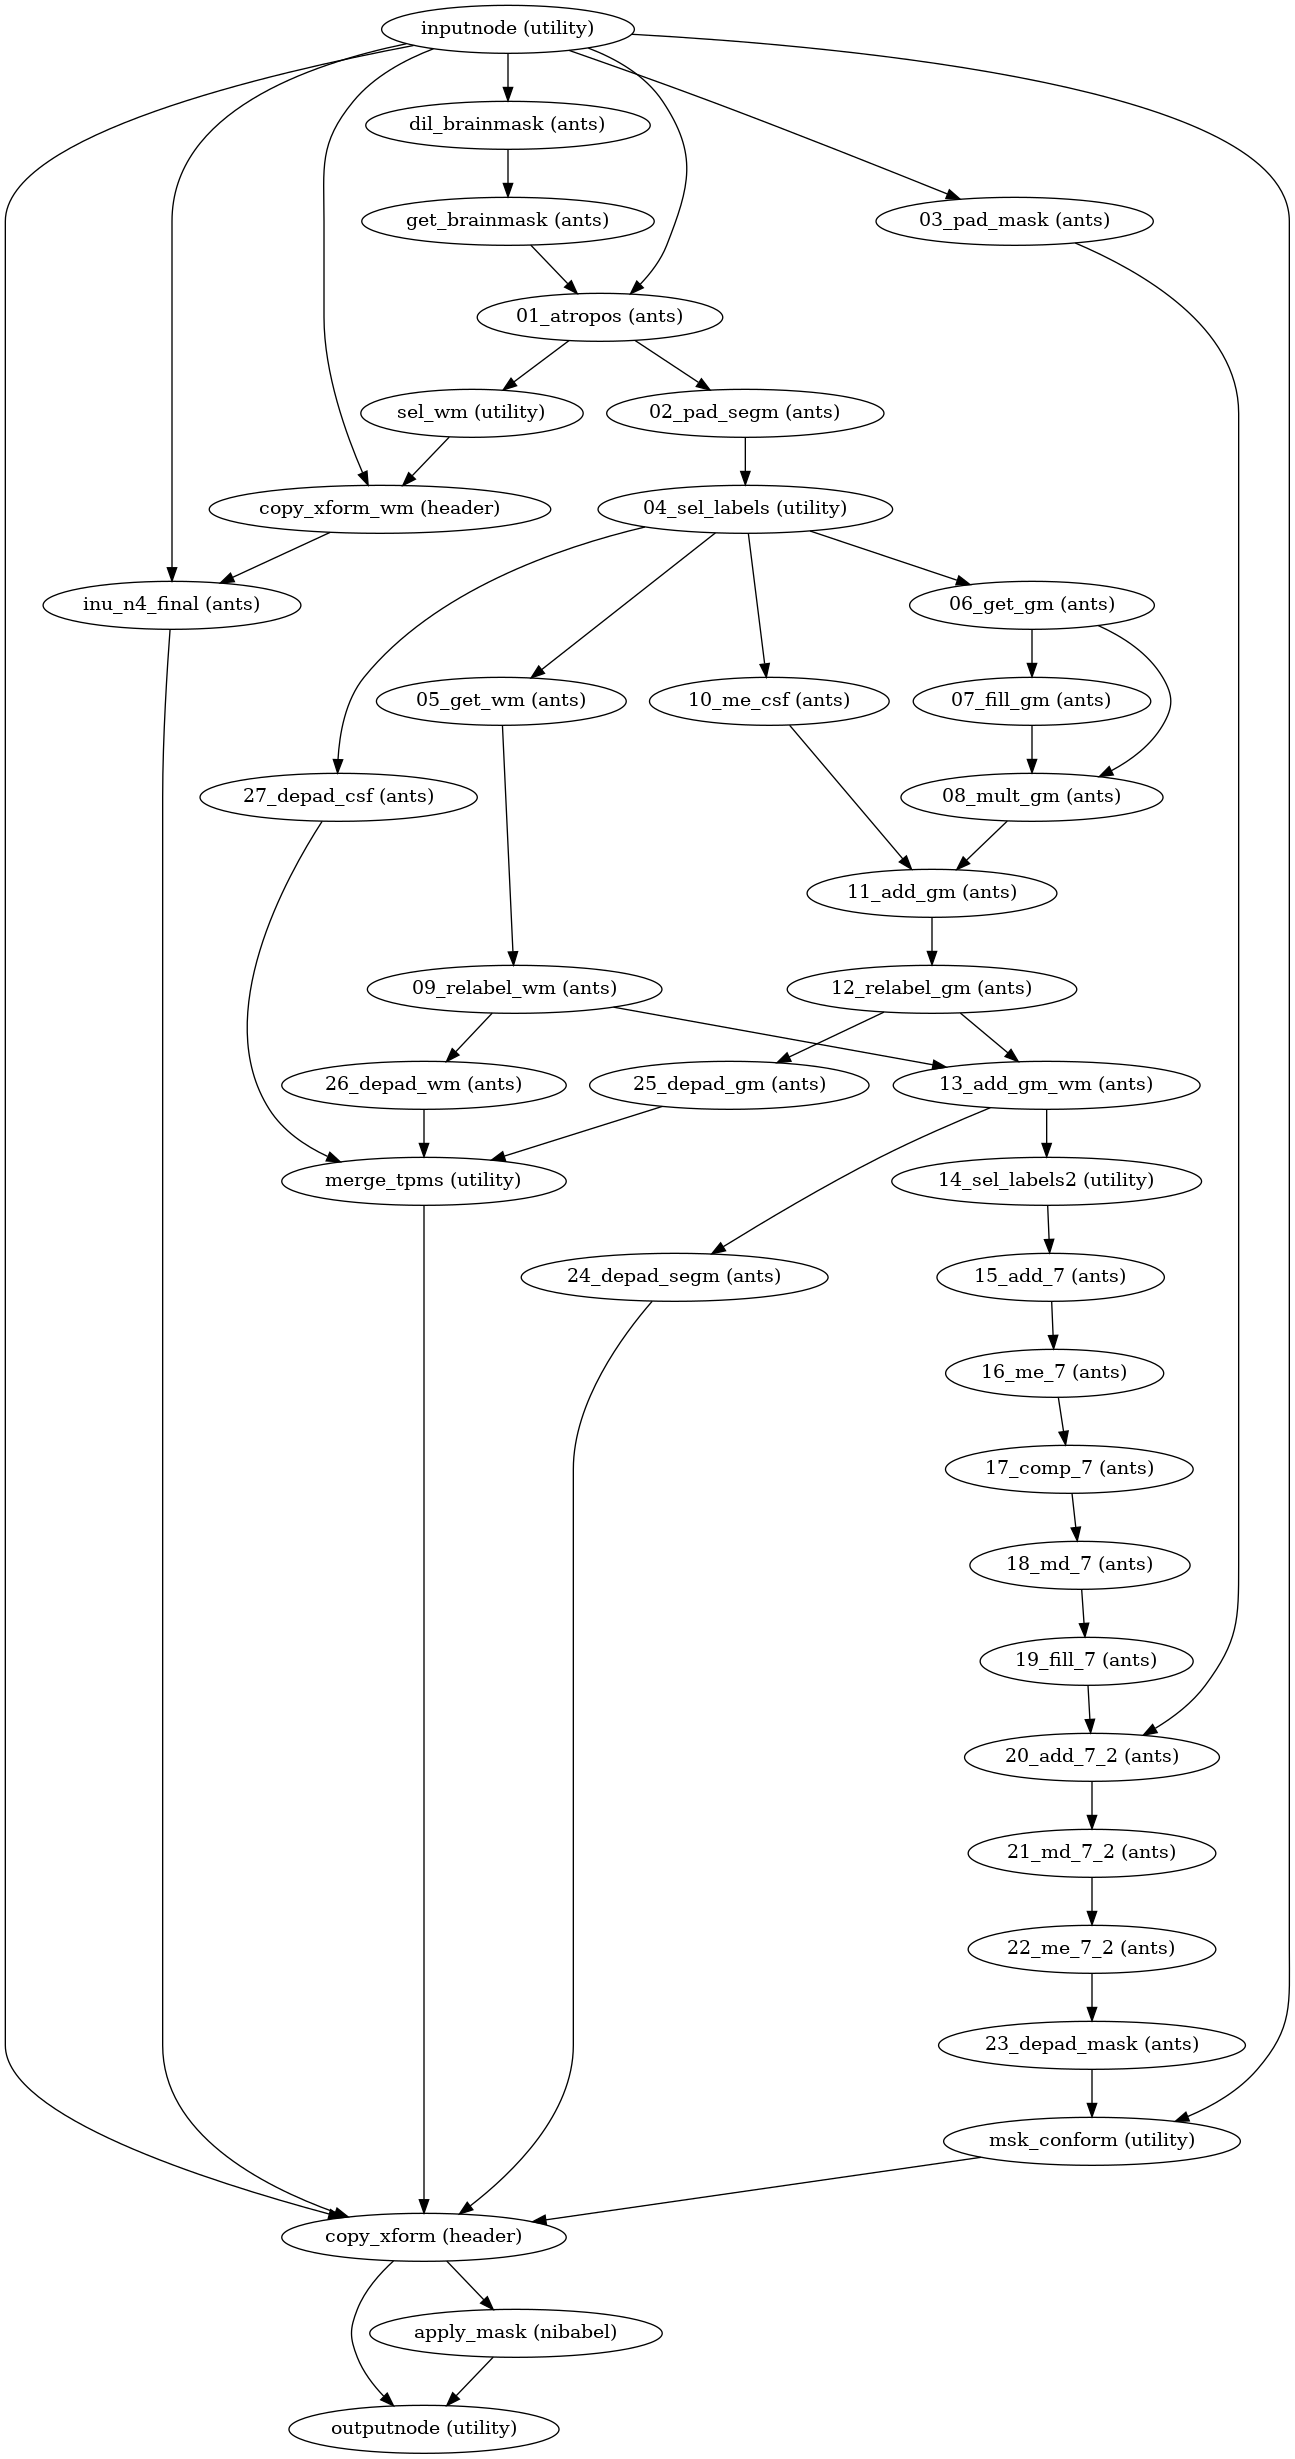 inputnode (utility)
dil_brainmask (ants)
get_brainmask (ants)
03_pad_mask (ants)
01_atropos (ants)
sel_wm (utility)
02_pad_segm (ants)
copy_xform_wm (header)
04_sel_labels (utility)
inu_n4_final (ants)
06_get_gm (ants)
05_get_wm (ants)
10_me_csf (ants)
07_fill_gm (ants)
27_depad_csf (ants)
08_mult_gm (ants)
11_add_gm (ants)
09_relabel_wm (ants)
12_relabel_gm (ants)
26_depad_wm (ants)
25_depad_gm (ants)
13_add_gm_wm (ants)
merge_tpms (utility)
14_sel_labels2 (utility)
24_depad_segm (ants)
15_add_7 (ants)
16_me_7 (ants)
17_comp_7 (ants)
18_md_7 (ants)
19_fill_7 (ants)
20_add_7_2 (ants)
21_md_7_2 (ants)
22_me_7_2 (ants)
23_depad_mask (ants)
msk_conform (utility)
copy_xform (header)
apply_mask (nibabel)
outputnode (utility)